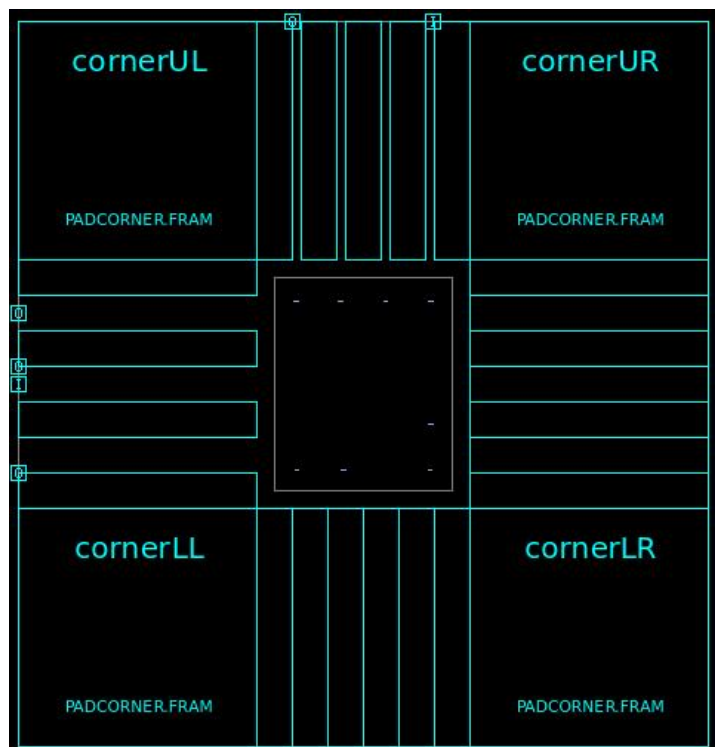 O I
cornerUL cornerUR
PADCORNER.FRAM PADCORNER.FRAM
O
O
I
O
cornerLL cornerLR
PADCORNER.FRAM PADCORNER.FRAM